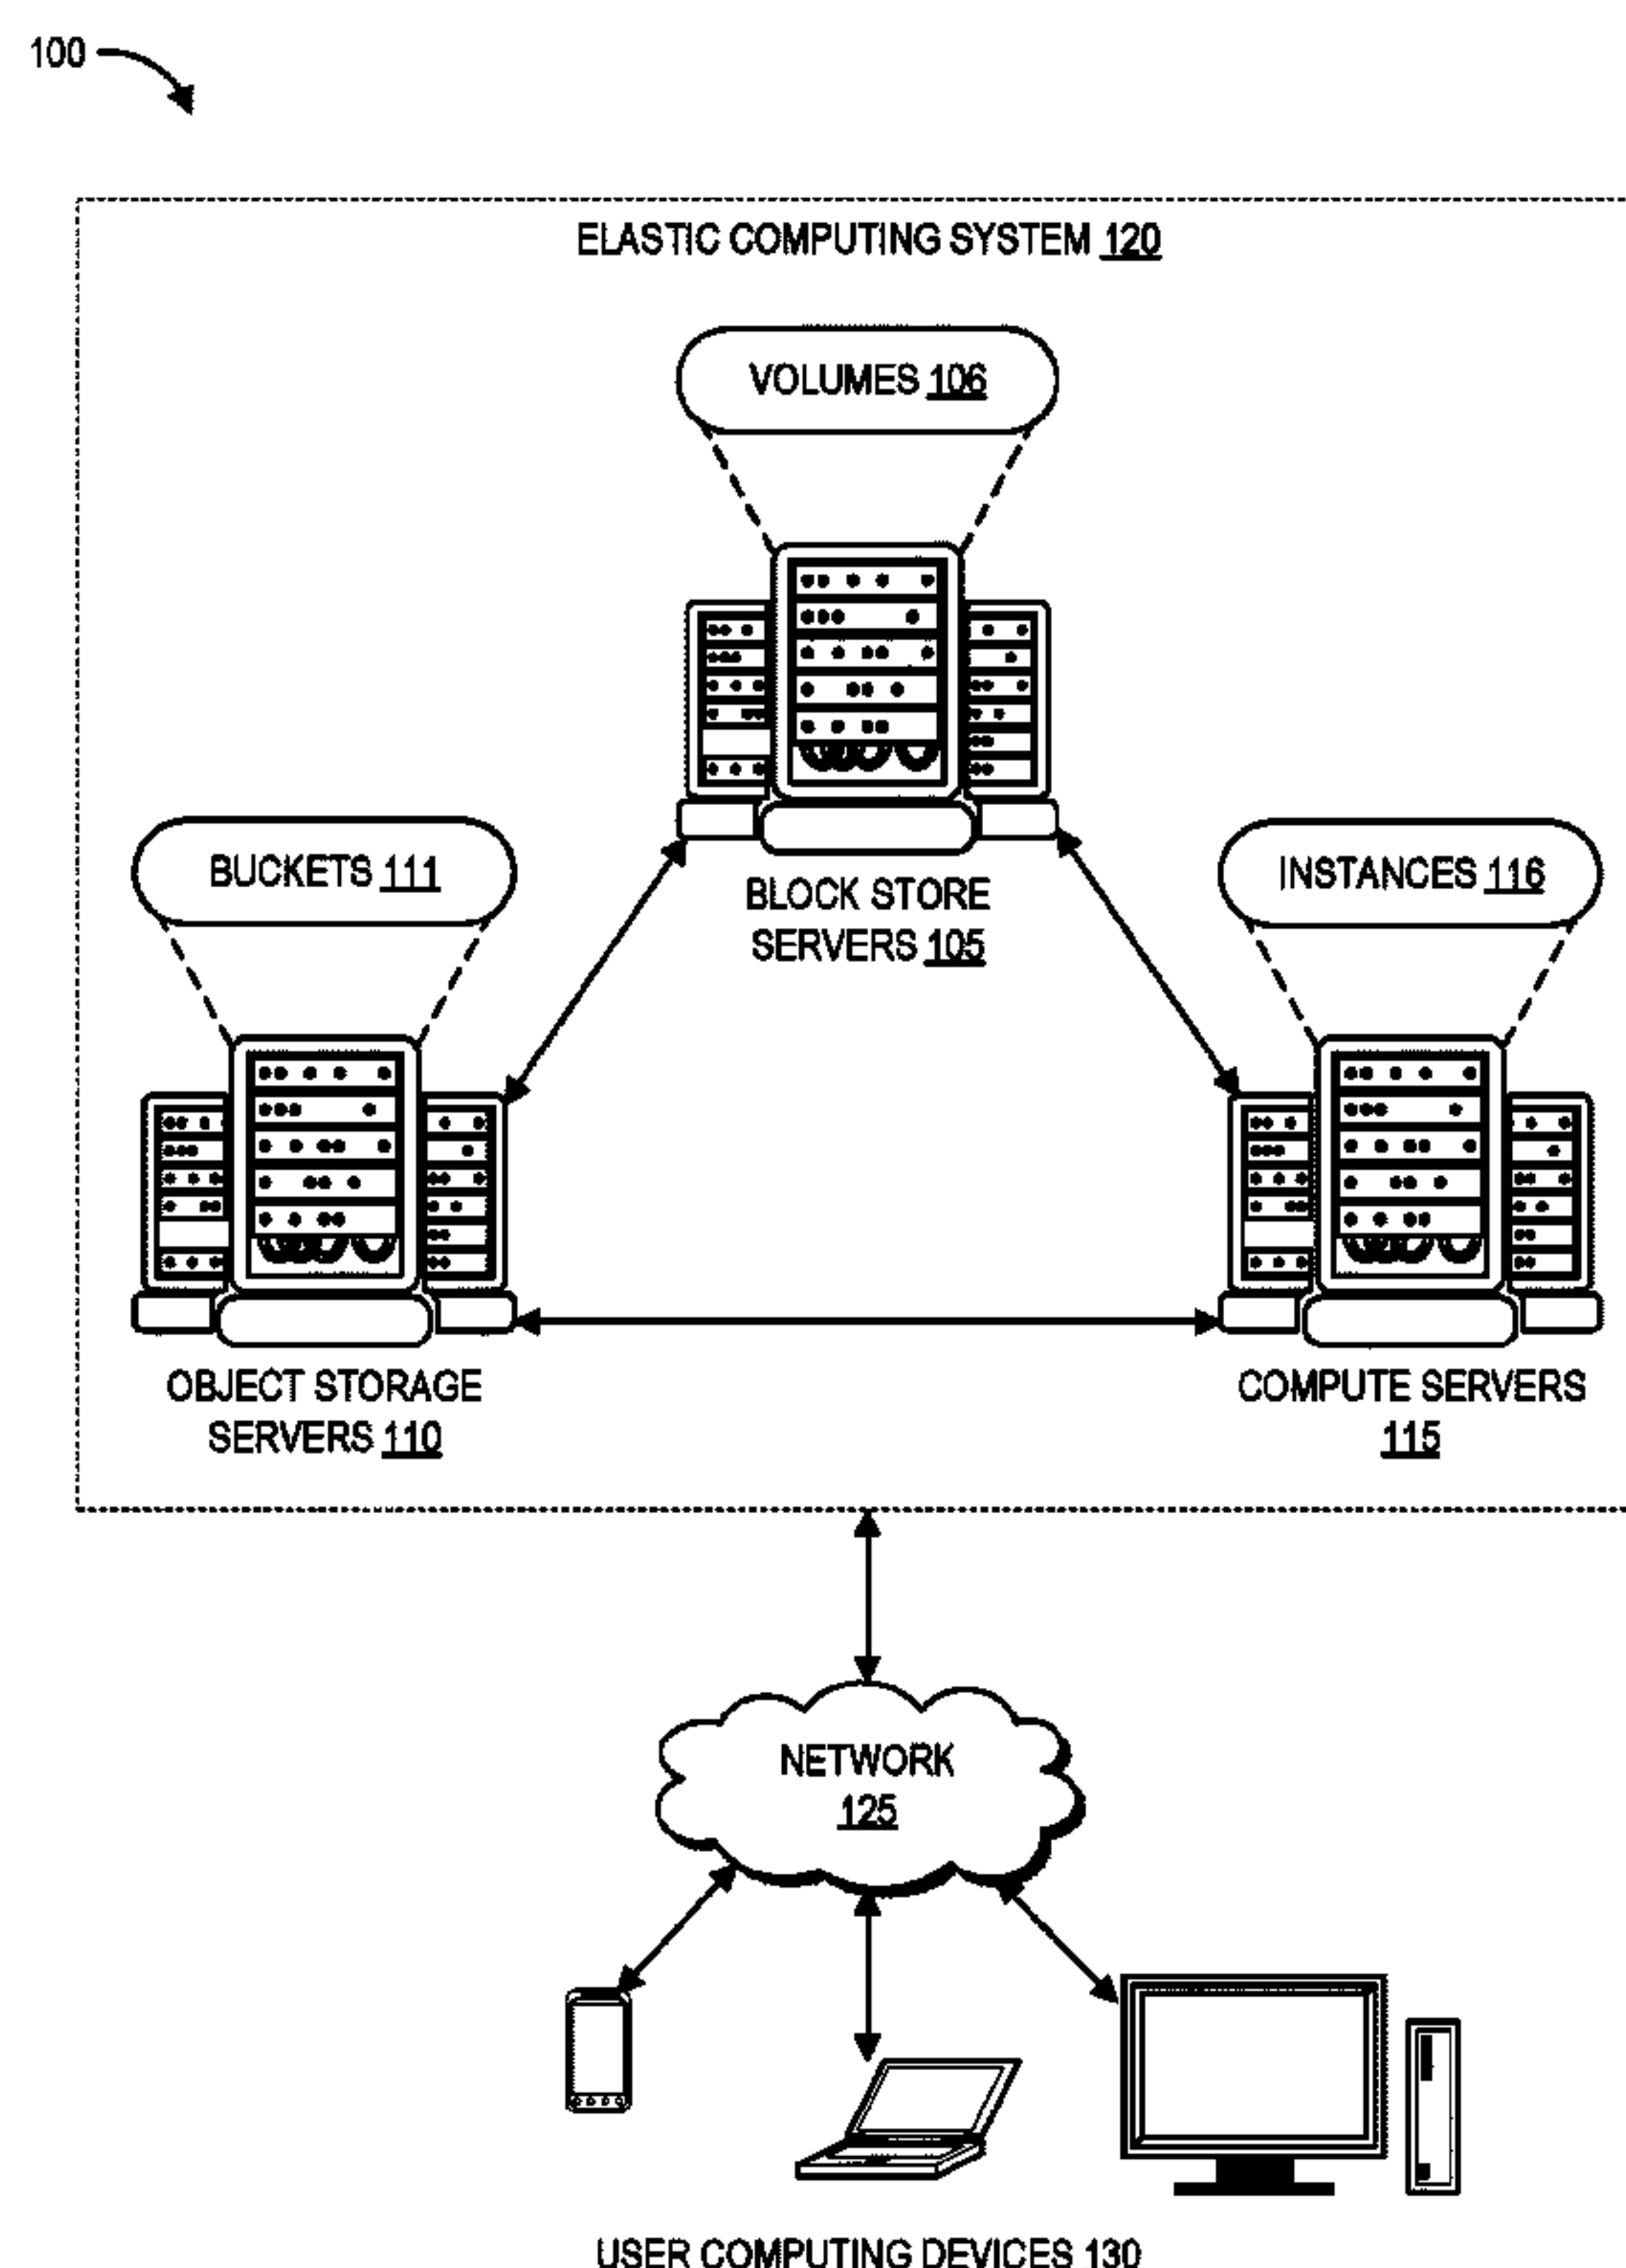 100
ELASTIC COMPUTING SYSTEM 120
VOLUMES 106
BUCKETS 111
BLOCK STORE
SERVERS 105
INSTANCES 116
OBJECT STORAGE
SERVERS 110
COMPUTE SERVERS
115
NETWORK
125
USER COMPUTING DEVICES 130